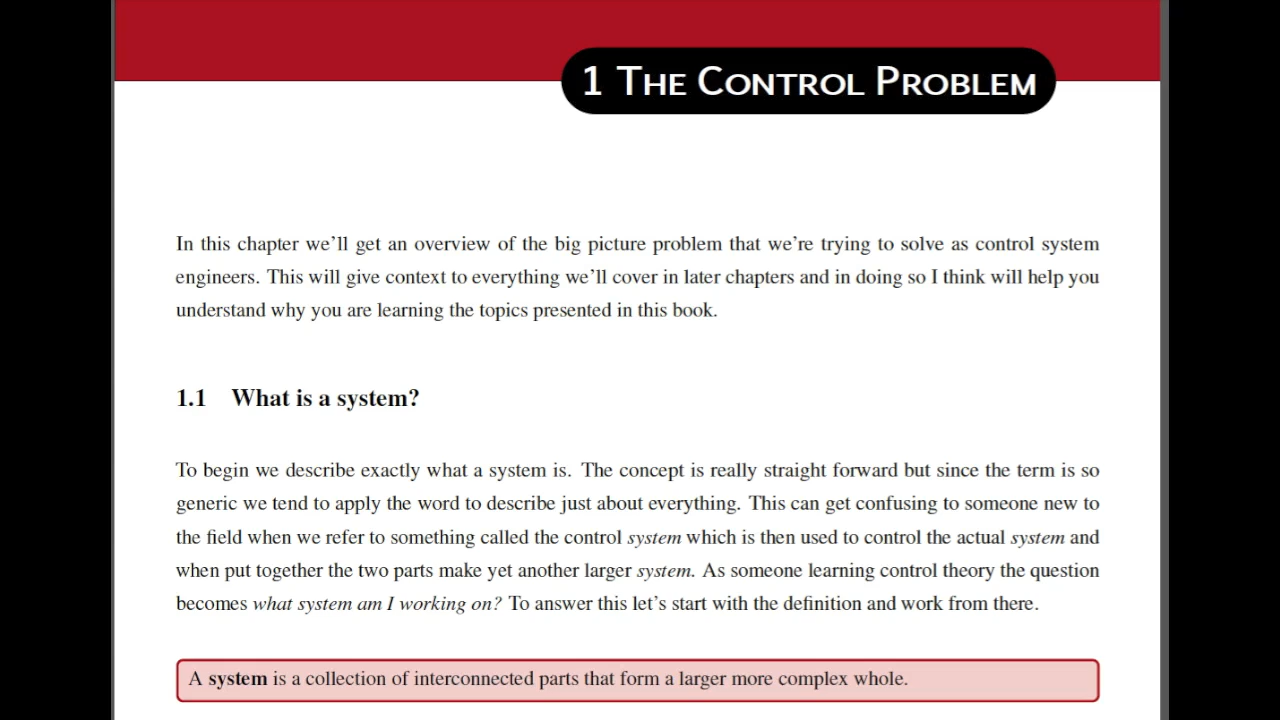 1 The Control Problem
In this chapter we'll get an overview of the big picture problem that we're trying to solve as control system
engineers. This will give context to everything we'll cover in later chapters and in doing so I think will help you
understand why you are learning the topics presented in this book.
1.1 What is a system?
To begin we describe exactly what a system is. The concept is really straight forward but since the term is so
generic we tend to apply the word to describe just about everything. This can get confusing to someone new to
the field when we refer to something called the control system which is then used to control the actual system and
when put together the two parts make yet another larger system. As someone learning control theory the question
becomes what system am I working on? To answer this let's start with the definition and work from there.
A system is a collection of interconnected parts that form a larger more complex whole.